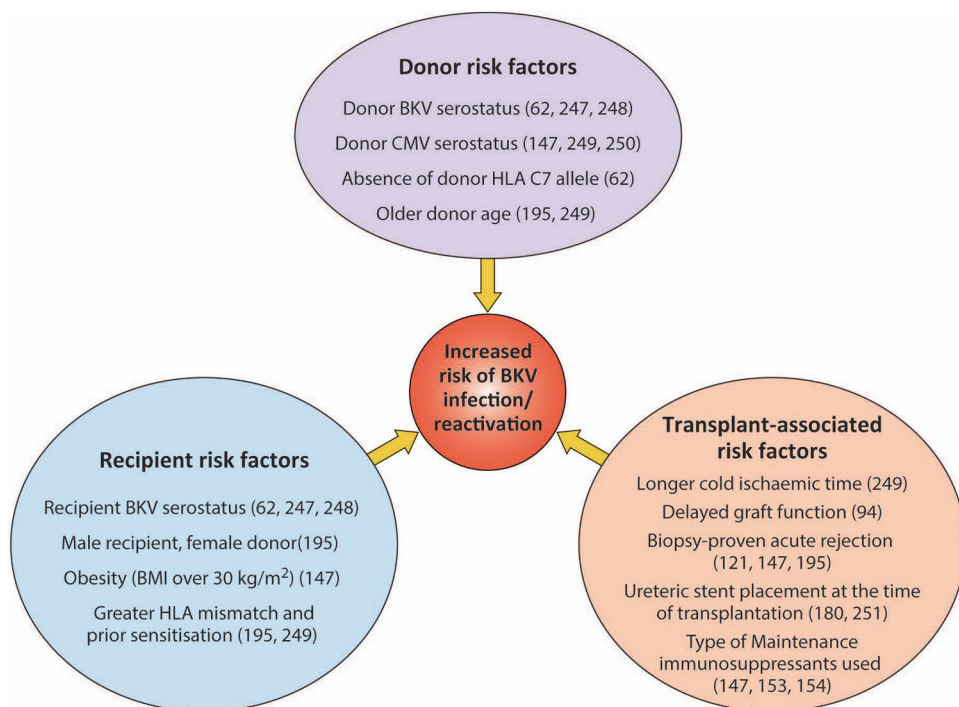 Donor risk factors
Donor BKV serostatus (62, 247, 248)
Donor CMV serostatus (147, 249, 250)
Absence of donor HLA C7 allele (62)
Older donor age (195, 249)
Increased
risk of BKV
infection/
reactivation
Recipient risk factors
Recipient BKV serostatus (62, 247, 248)
Male recipient, female donor(195)
Obesity (BMI over 30 kg/m²) (147)
Greater HLA mismatch and
prior sensitisation (195, 249)
Transplant-associated
risk factors
Longer cold ischaemic time (249)
Delayed graft function (94)
Biopsy-proven acute rejection
(121, 147, 195)
Ureteric stent placement at the time
of transplantation (180, 251)
Type of Maintenance
immunosuppressants used
(147, 153, 154)